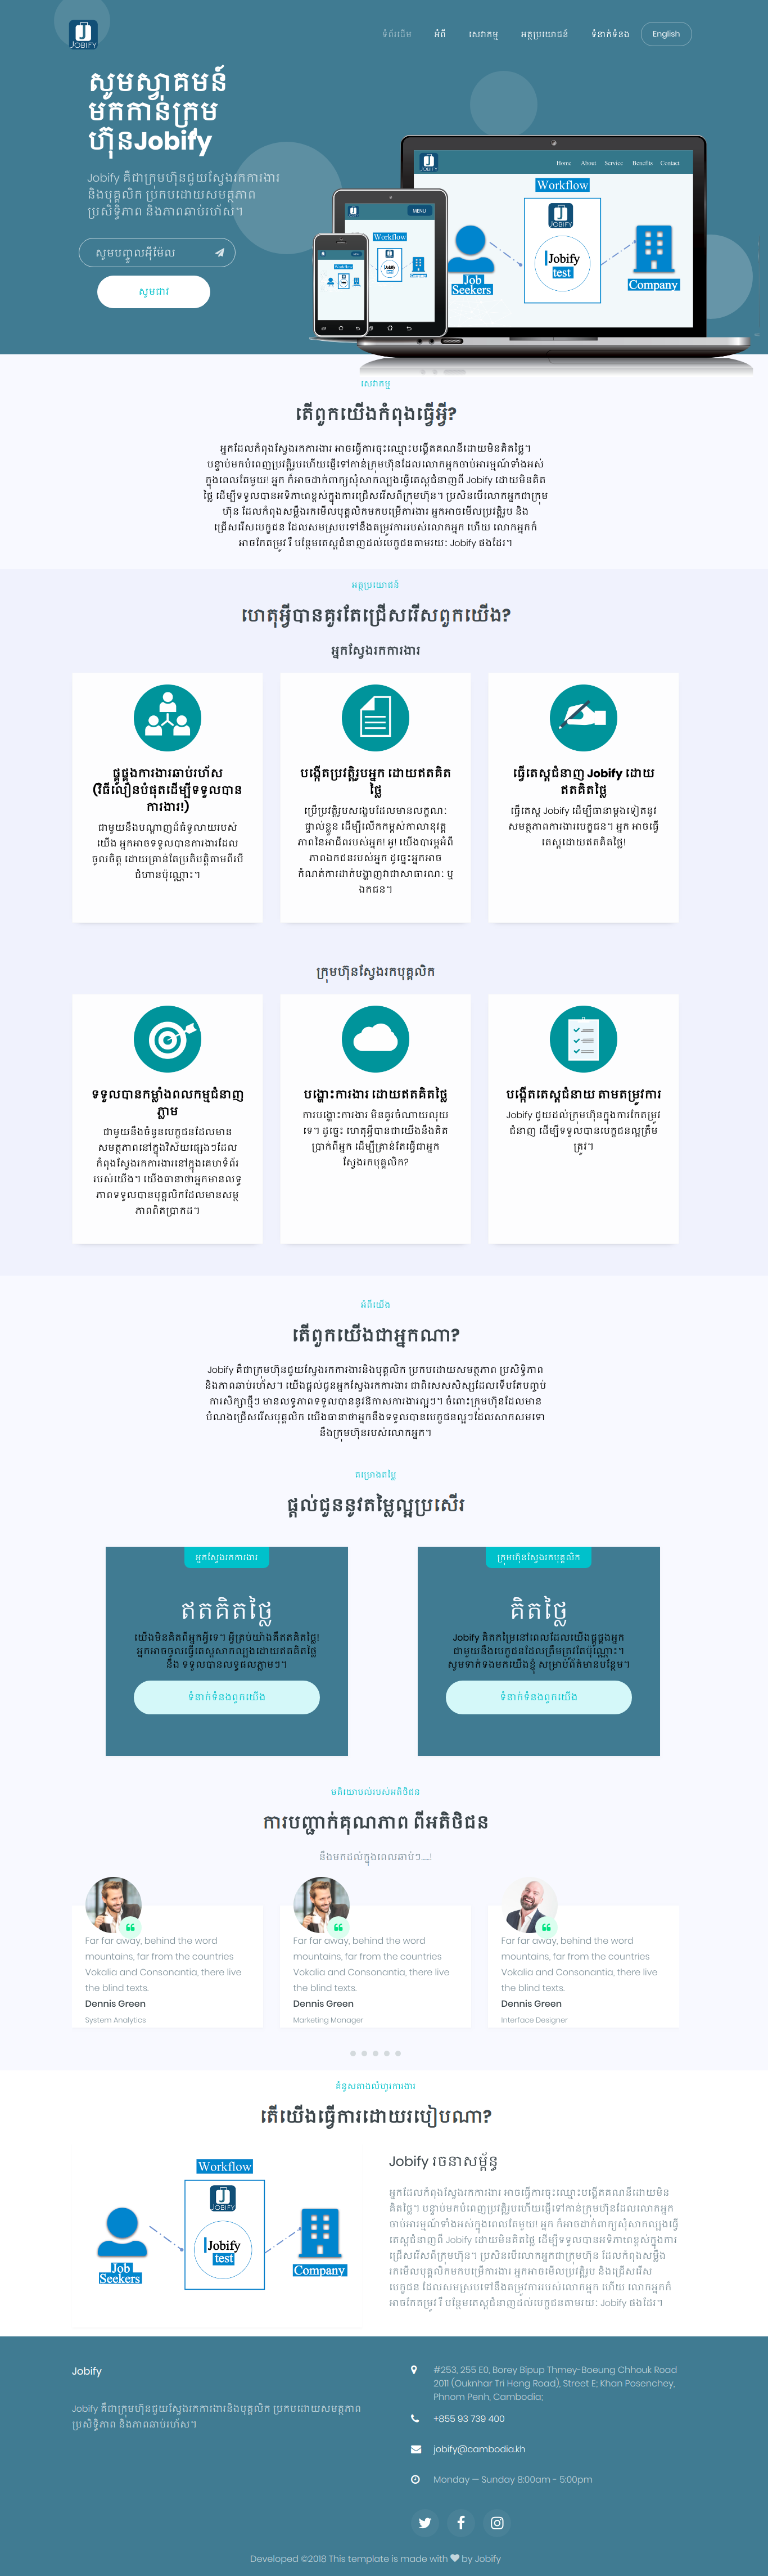 JOBIFY
ទំព័រដើម
អំពី
សេវាកម្ម
អត្ថប្រយោជន៍
ទំនាក់ទំនង
English
សូមស្វាគមន៍
មកកាន់ក្រុម
ហ៊ុនJobify
Jobify គឺជាក្រុមហ៊ុនជួយស្វែងរកការងារ
និងបុគ្គលិក ប្រកបដោយសមត្ថភាព
ប្រសិទ្ធិភាព និងភាពឆាប់រហ័ស។
សូមបញ្ចូលអ៊ីម៉ែល
សូមជាវ
JOBIFY
Home About Service Benefits Contact
Workflow
JOBIFY
Jobify
test
Job
Seekers
Company
MENU
Workflow
សេវាកម្ម
តើពួកយើងកំពុងធ្វើអ្វី?
អ្នកដែលកំពុងស្វែងរកការងារ អាចធ្វើការចុះឈ្មោះបង្កើតគណនីដោយមិនគិតថ្លៃ។
បន្ទាប់មកបំពេញប្រវត្តិរូបហើយផ្ញើទៅកាន់ក្រុមហ៊ុនដែលលោកអ្នកចាប់អារម្មណ៍ទាំងអស់
ក្នុងពេលតែមួយ! អ្នក ក៏អាចដាក់ពាក្យសុំសាកល្បងធ្វើតេស្តជំនាញពី Jobify ដោយមិនគិត
ថ្លៃ ដើម្បីទទួលបានអទិភាពខ្ពស់ក្នុងការជ្រើសរើសពីក្រុមហ៊ុន។ ប្រសិនបើលោកអ្នកជាក្រុម
ហ៊ុន ដែលកំពុងសម្លឹងរកមើលបុគ្គលិកមកបម្រើការងារ អ្នកអាចមើលប្រវត្តិរូប និង
ជ្រើសរើសបេក្ខជន ដែលសមស្របទៅនឹងតម្រូវការរបស់លោកអ្នក ហើយ លោកអ្នកក៏
អាចកែតម្រូវ រឺ បន្ថែមតេស្តជំនាញដល់បេក្ខជនតាមរយៈ Jobify ផងដែរ។
អត្ថប្រយោជន៍
ហេតុអ្វីបានគួរតែជ្រើសរើសពួកយើង?
អ្នកស្វែងរកការងារ
ផ្គូផ្គងការងារឆាប់រហ័ស
(វិធីលឿនបំផុតដើម្បីទទួលបាន
ការងារ!)
ជាមួយនឹងបណ្តាញដ៏ធំទូលាយរបស់
យើង អ្នកអាចទទួលបានការងារដែល
ចូលចិត្ត ដោយគ្រាន់តែប្រតិបត្តិតាមពីរបី
ជំហានប៉ុណ្ណោះ។
បង្កើតប្រវត្តិរូបអ្នក ដោយឥតគិត
ថ្លៃ
ប្រើប្រវត្តិរបសង្ខេបដែលមានលក្ខណៈ
ផ្ទាល់ខ្លួន ដើម្បីលើកកម្ពស់កាលានុវត្ត
ភាពនៃអាជីពរបស់អ្នក! អូ! យើងបារម្ភអំពី
ភាពឯកជនរបស់អ្នក ដូច្នេះអ្នកអាច
កំណត់ការដាក់បង្ហាញវាជាសាធារណៈ ឬ
ឯកជន។
ធ្វើតេស្តជំនាញ Jobify ដោយ
ឥតគិតថ្លៃ
ធ្វើតេស្ត Jobify ដើម្បីធានាម្តងទៀតនូវ
សមត្ថភាពការងារបេក្ខជន។ អ្នក អាចធ្វើ
តេស្តដោយឥតគិតថ្លៃ!
ក្រុមហ៊ុនស្វែងរកបុគ្គលិក
ទទួលបានកម្លាំងពលកម្មជំនាញ
ភ្លាម
ជាមួយនឹងចំនួនបេក្ខជនដែលមាន
សមត្ថភាពនៅក្នុងវិស័យផ្សេងៗដែល
កំពុងស្វែងរកការងារនៅក្នុងគេហទំព័រ
របស់យើង។ យើងធានាថាអ្នកមានលទ្ធ
ភាពទទួលបានបុគ្គលិកដែលមានសម្ថ
ភាពពិតប្រាកដ។
បង្ហោះការងារ ដោយឥតគិតថ្លៃ
ការបង្ហោះការងារ មិនគួរចំណាយលុយ
ទេ។ ដូច្នេះ ហេតុអ្វីបានជាយើងនឹងគិត
ប្រាក់ពីអ្នក ដើម្បីគ្រាន់តែធ្វើជាអ្នក
ស្វែងរកបុគ្គលិក?
បង្កើតតេស្តជំនាយ តាមតម្រូវការ
Jobify ជួយដល់ក្រុមហ៊ុនក្នុងការកែតម្រូវ
ជំនាញ ដើម្បីទទួលបានបេក្ខជនល្អត្រឹម
ត្រូវ។
អំពីយើង
តើពួកយើងជាអ្នកណា?
Jobify គឺជាក្រុមហ៊ុនជួយស្វែងរកការងារនិងបុគ្គលិក ប្រកបដោយសមត្ថភាព ប្រសិទ្ធិភាព
និងភាពឆាប់រហ័ស។ យើងផ្តល់ជូនអ្នកស្វែងរកការងារ ជាពិសេសសិស្សដែលទើបតែបញ្ចប់
ការសិក្សាថ្មីៗ មានលទ្ធភាពទទួលបាននូវឱកាសការងារល្អៗ។ ចំពោះក្រុមហ៊ុនដែលមាន
បំណងជ្រើសរើសបុគ្គលិក យើងធានាថាអ្នកនឹងទទួលបានបេក្ខជនល្អៗដែលសាកសមទៅ
នឹងក្រុមហ៊ុនរបស់លោកអ្នក។
គម្រោងតម្លៃ
ផ្តល់ជូននូវតម្លៃល្អប្រសើរ
អ្នកស្វែងរកការងារ
ឥតគិតថ្លៃ
យើងមិនគិតពីអ្នកអ្វីទេ។ អ្វីគ្រប់យ៉ាងគឺឥតគិតថ្លៃ!
អ្នកអាចចូលធ្វើតេស្តសាកល្បងដោយឥតគិតថ្លៃ
នឹង ទទួលបានលទ្ធផលភ្លាមៗ។
ទំនាក់ទំនងពួកយើង
ក្រុមហ៊ុនស្វែងរកបុគ្គលិក
គិតថ្លៃ
Jobify គិតកម្រៃនៅពេលដែលយើងផ្គូផ្គងអ្នក
ជាមួយនឹងបេក្ខជនដែលត្រឹមត្រូវតែប៉ុណ្ណោះ។
សូមទាក់ទងមកយើងខ្ញុំ សម្រាប់ព័ត៌មានបន្ថែម។
ទំនាក់ទំនងពួកយើង
មតិយោបល់របស់អតិថិជន
ការបញ្ជាក់គុណភាព ពីអតិថិជន
នឹងមកដល់ក្នុងពេលឆាប់ៗ....!
Far far away, behind the word
mountains, far from the countries
Vokalia and Consonantia, there live
the blind texts.
Dennis Green
System Analytics
Far far away, behind the word
mountains, far from the countries
Vokalia and Consonantia, there live
the blind texts.
Dennis Green
Marketing Manager
Far far away, behind the word
mountains, far from the countries
Vokalia and Consonantia, there live
the blind texts.
Dennis Green
Interface Designer
គំនូសតាងលំហូរការងារ
តើយើងធ្វើការដោយរបៀបណា?
Workflow
JOBIFY
Jobify
test
Job
Seekers
Company
Jobify រចនាសម្ព័ន្ធ
អ្នកដែលកំពុងស្វែងរកការងារ អាចធ្វើការចុះឈ្មោះបង្កើតគណនីដោយមិន
គិតថ្លៃ។ បន្ទាប់មកបំពេញប្រវត្តិរូបហើយផ្ញើទៅកាន់ក្រុមហ៊ុនដែលលោកអ្នក
ចាប់អារម្មណ៍ទាំងអស់ក្នុងពេលតែមួយ! អ្នក ក៏អាចដាក់ពាក្យសុំសាកល្បងធ្វើ
តេស្តជំនាញពី Jobify ដោយមិនគិតថ្លៃ ដើម្បីទទួលបានអទិភាពខ្ពស់ក្នុងការ
ជ្រើសរើសពីក្រុមហ៊ុន។ ប្រសិនបើលោកអ្នកជាក្រុមហ៊ុន ដែលកំពុងសម្លឹង
រកមើលបុគ្គលិកមកបម្រើការងារ អ្នកអាចមើលប្រវត្តិរូប និងជ្រើសរើស
បេក្ខជន ដែលសមស្របទៅនឹងតម្រូវការរបស់លោកអ្នក ហើយ លោកអ្នកក៏
អាចកែតម្រូវ រឺ បន្ថែមតេស្តជំនាញដល់បេក្ខជនតាមរយៈ Jobify ផងដែរ។
Jobify
Jobify គឺជាក្រុមហ៊ុនជួយស្វែងរកការងារនិងបុគ្គលិក ប្រកបដោយសមត្ថភាព
ប្រសិទ្ធិភាព និងភាពឆាប់រហ័ស។
#253, 255 E0, Borey Bipup Thmey-Boeung Chhouk Road
2011 (Ouknhar Tri Heng Road), Street E; Khan Posenchey,
Phnom Penh, Cambodia;
+855 93 739 400
jobify@cambodia.kh
Monday — Sunday 8:00am - 5:00pm
Developed ©2018 This template is made with ♥ by Jobify